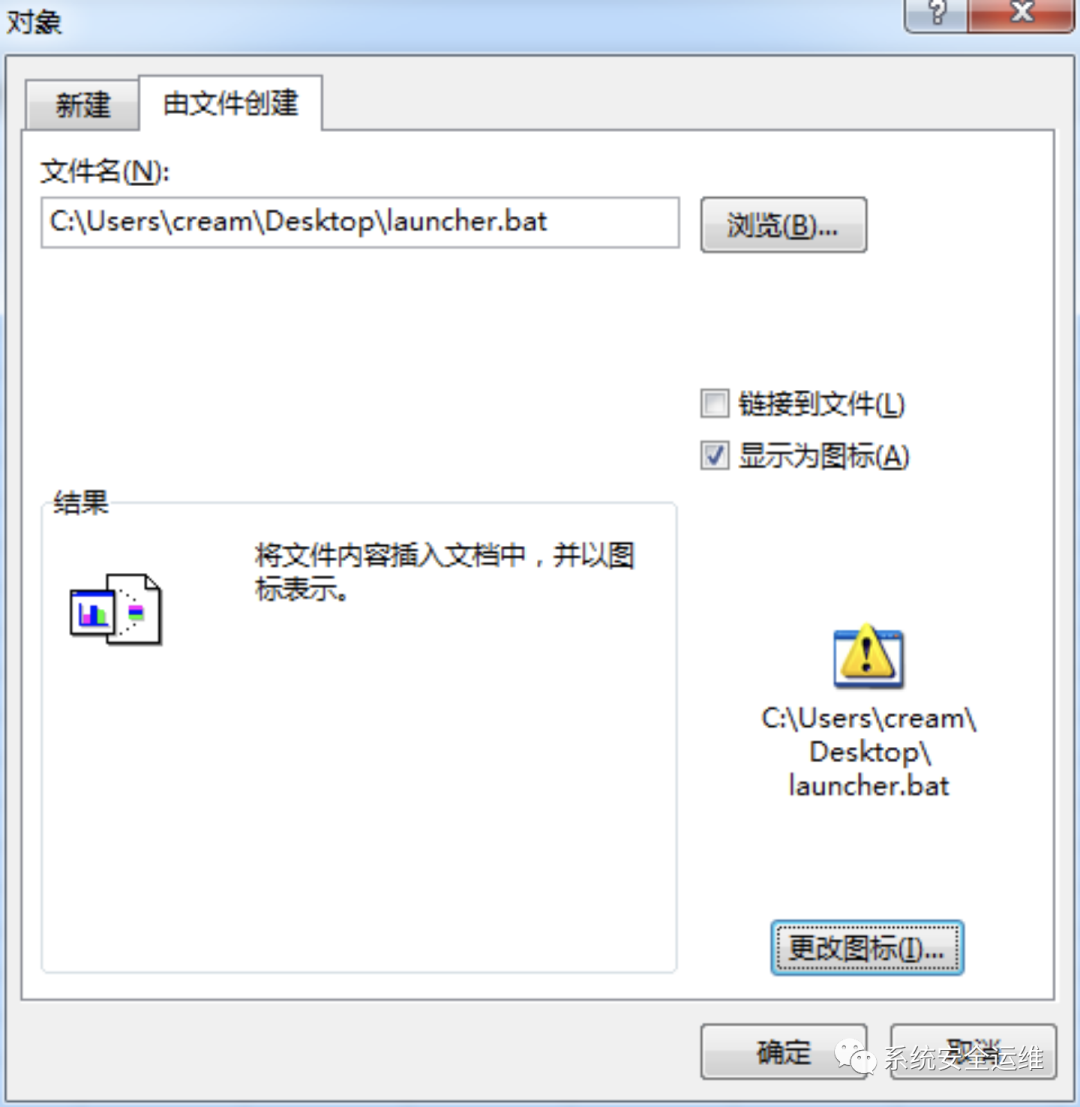 对象
新建
由文件创建
文件名(N):
C:\Users\cream\Desktop\launcher.bat
浏览(B)...
链接到文件(L)
显示为图标(A)
结果
将文件内容插入文档中，并以图
标表示。
C:\Users\cream\
Desktop\
launcher.bat
更改图标(I)...
确定
取消
系统安全运维